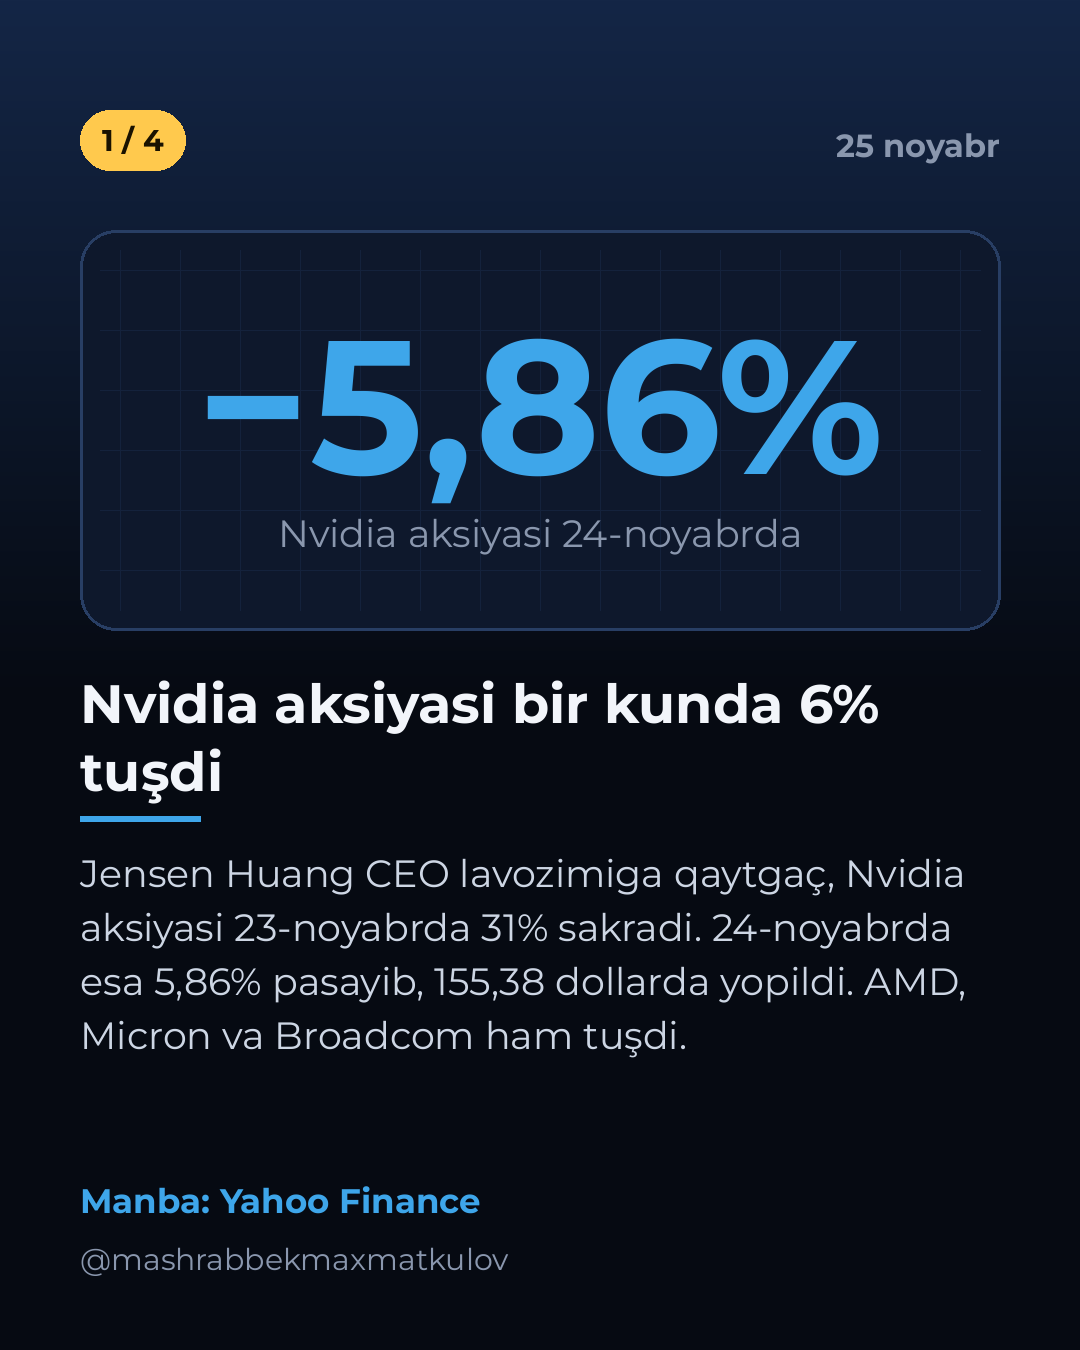 1 / 4
25 noyabr
−5,86%
Nvidia aksiyasi 24-noyabrda
Nvidia aksiyasi bir kunda 6%
tuşdi
Jensen Huang CEO lavozimiga qaytgaç, Nvidia
aksiyasi 23-noyabrda 31% sakradi. 24-noyabrda
esa 5,86% pasayib, 155,38 dollarda yopildi. AMD,
Micron va Broadcom ham tuşdi.
Manba: Yahoo Finance
@mashrabbekmaxmatkulov